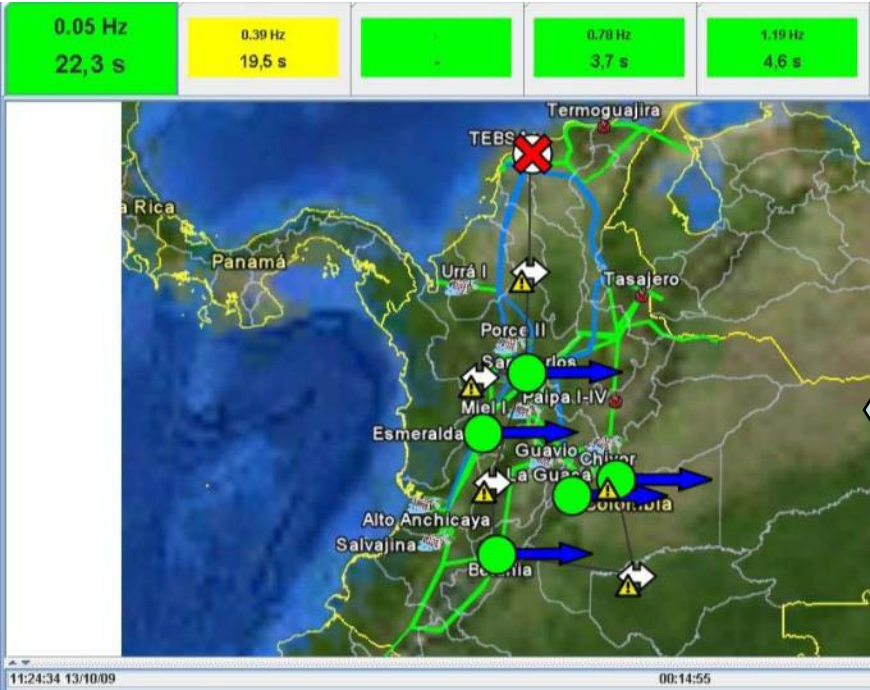 0.05 Hz
22,3 s
0.39 Hz
19,5 s
-
-
0.78 Hz
3,7 s
1.19 Hz
4,6 s
Termoguajira
TEBSA
a Rica
Panamá
Urrá I
Tasajero
Porce II
San Carlos
Miel I
Paipa I-IV
Esmeralda
Guavio
Chivor
La Guaca
Colombia
Alto Anchicaya
Salvajina
Betania
11:24:34 13/10/09
00:14:55